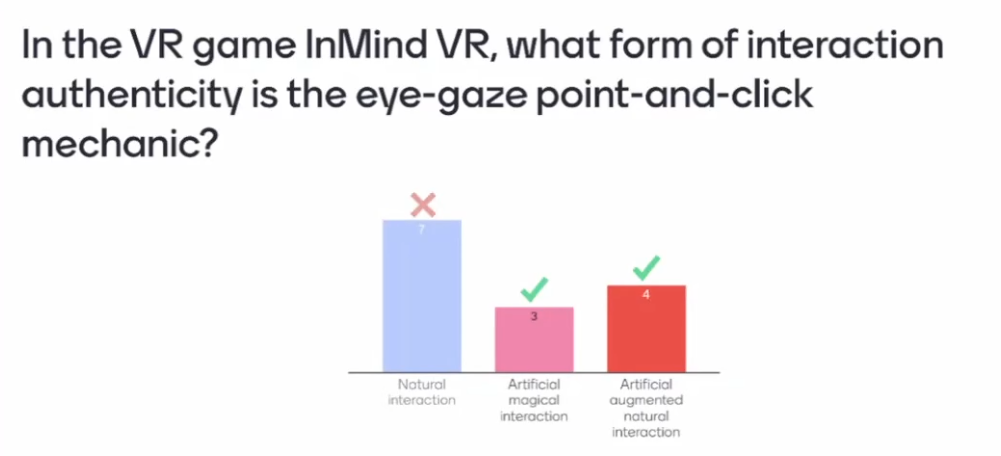 In the VR game InMind VR, what form of interaction
authenticity is the eye-gaze point-and-click
mechanic?
7
3
4
Natural
interaction
Artificial
magical
interaction
Artificial
augmented
natural
interaction